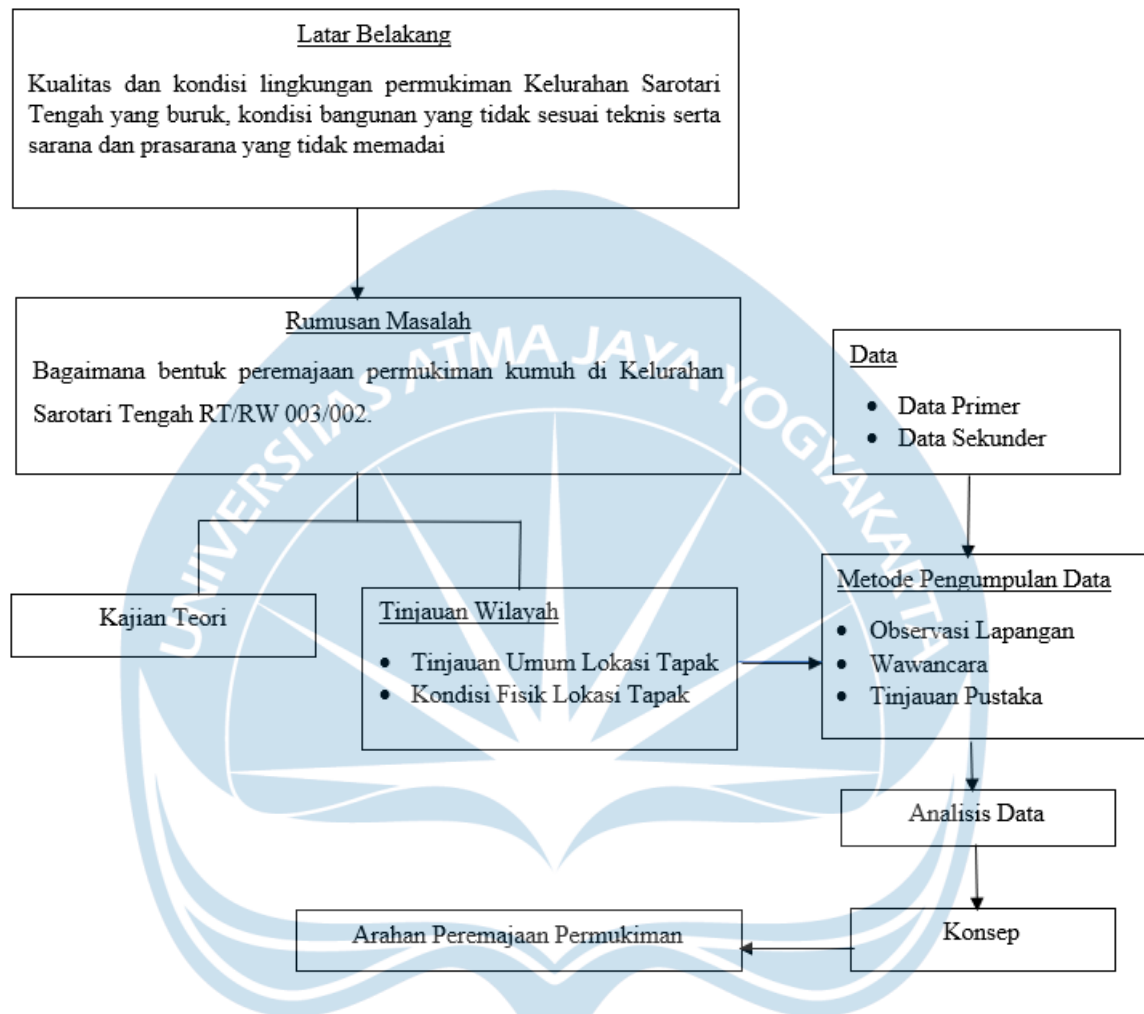 Latar Belakang
Kualitas dan kondisi lingkungan permukiman Kelurahan Sarotari
Tengah yang buruk, kondisi bangunan yang tidak sesuai teknis serta
sarana dan prasarana yang tidak memadai
Rumusan Masalah
Bagaimana bentuk peremajaan permukiman kumuh di Kelurahan
Sarotari Tengah RT/RW 003/002.
Data
• Data Primer
• Data Sekunder
Kajian Teori
Tinjauan Wilayah
• Tinjauan Umum Lokasi Tapak
• Kondisi Fisik Lokasi Tapak
Metode Pengumpulan Data
• Observasi Lapangan
• Wawancara
• Tinjauan Pustaka
Analisis Data
Konsep
Arahan Peremajaan Permukiman
UNIVERSITAS ATMA JAYA YOGYAKARTA